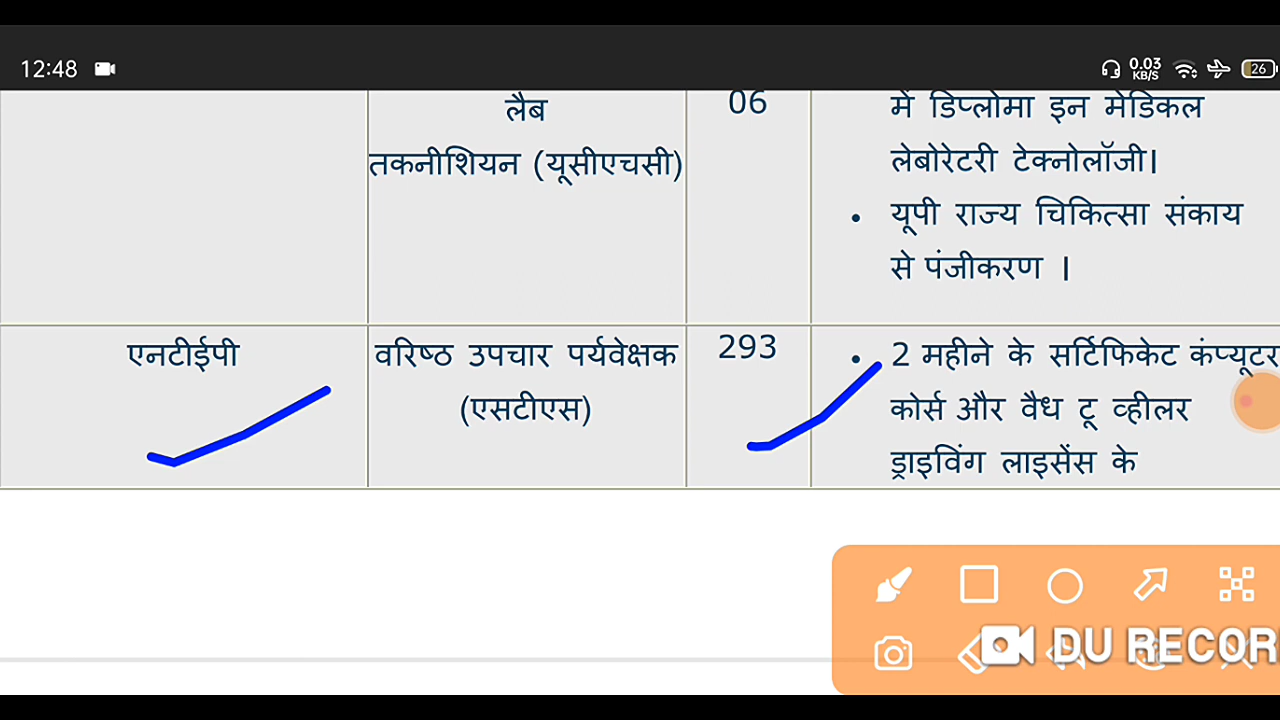 12:48
0.03
KB/S
26
लैब
तकनीशियन (यूसीएचसी)
06
में डिप्लोमा इन मेडिकल
लेबोरेटरी टेक्नोलॉजी।
• यूपी राज्य चिकित्सा संकाय
से पंजीकरण ।
एनटीईपी
वरिष्ठ उपचार पर्यवेक्षक
(एसटीएस)
293
• 2 महीने के सर्टिफिकेट कंप्यूटर
कोर्स और वैध टू व्हीलर
ड्राइविंग लाइसेंस के
DU RECOR